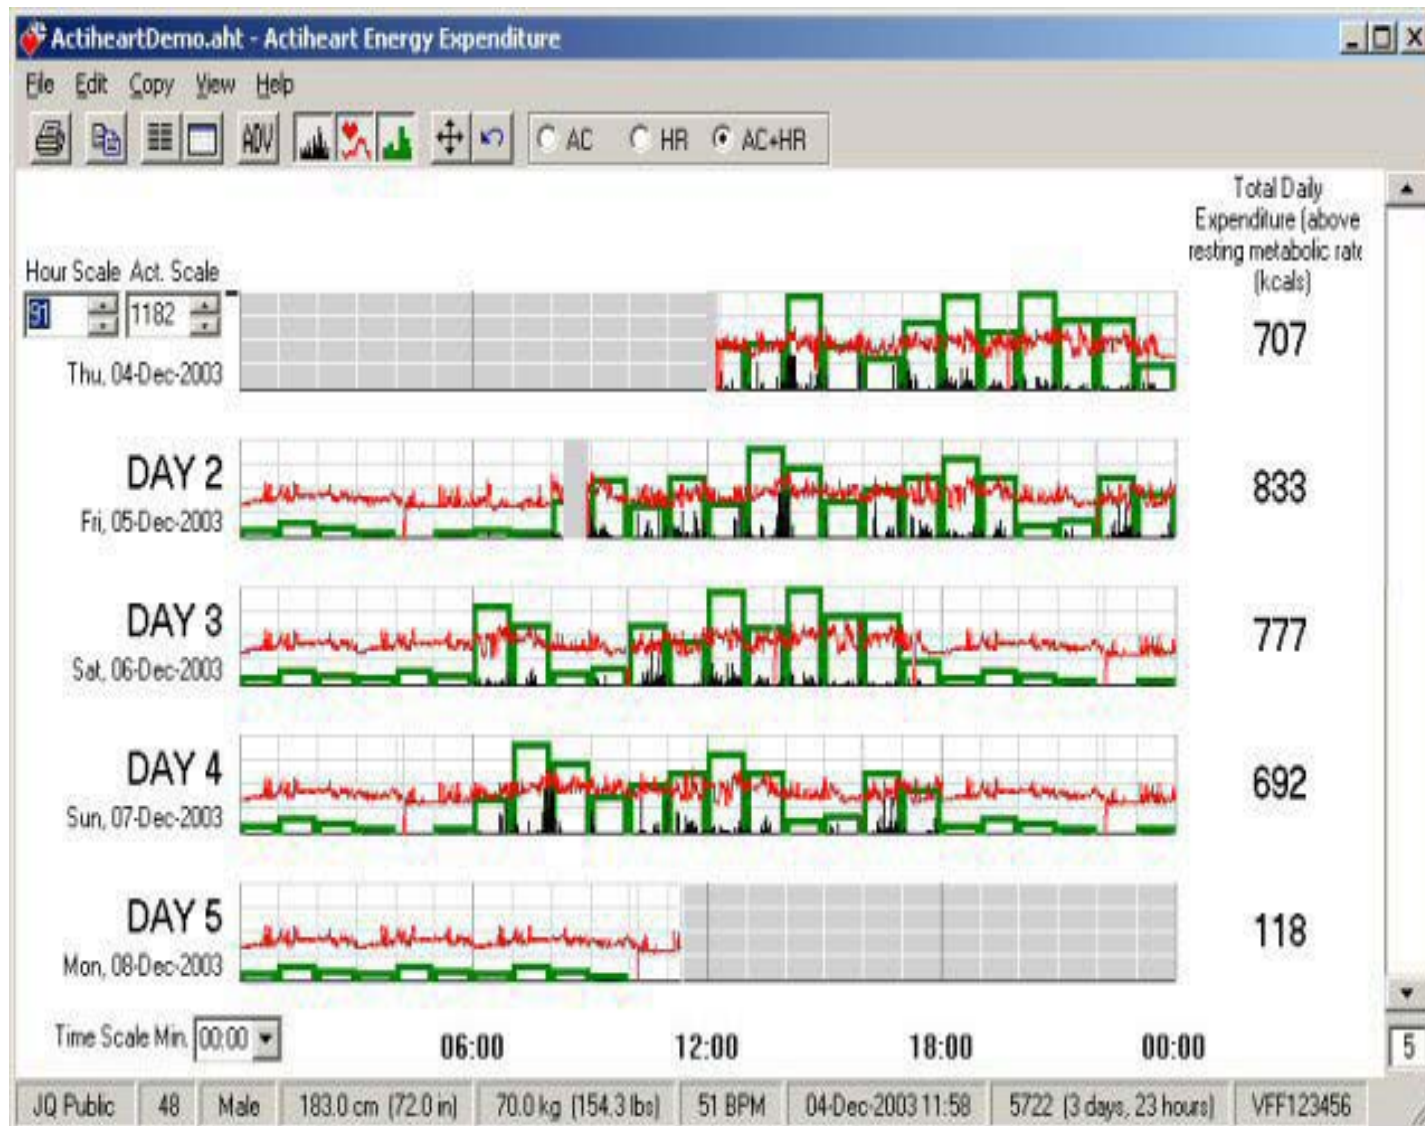 ActiheartDemo.aht - Actiheart Energy Expenditure
File Edit Copy View Help
ADV AC HR AC+HR
Total Daily
Expenditure (above
resting metabolic rate
(kcals)
Hour Scale Act. Scale
91 1182
707
Thu, 04-Dec-2003
DAY 2
833
Fri, 05-Dec-2003
DAY 3
777
Sat, 06-Dec-2003
DAY 4
692
Sun, 07-Dec-2003
DAY 5
118
Mon, 08-Dec-2003
Time Scale Min. 00:00 06:00 12:00 18:00 00:00 5
JQ Public 48 Male 183.0 cm (72.0 in) 70.0 kg (154.3 lbs) 51 BPM 04-Dec-2003 11:58 5722 (3 days, 23 hours) VFF123456